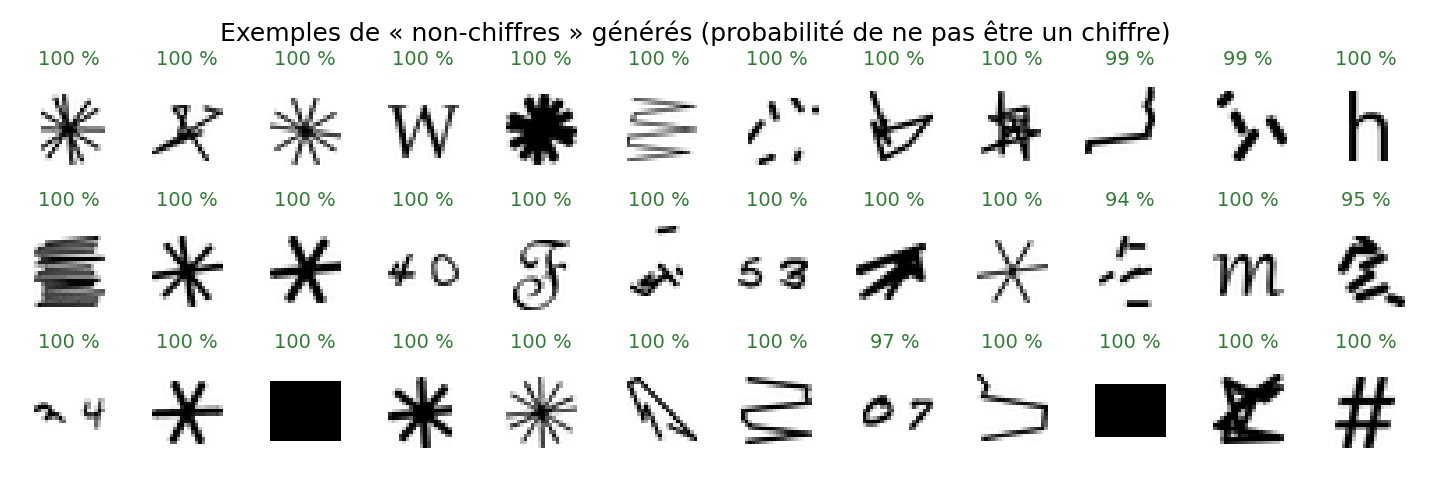 Exemples de « non-chiffres » générés (probabilité de ne pas être un chiffre)
100 % 100 % 100 % 100 % 100 % 100 % 100 % 100 % 100 % 99 % 99 % 100 %
W h
100 % 100 % 100 % 100 % 100 % 100 % 100 % 100 % 100 % 94 % 100 % 95 %
4 0 F 5 3 m
100 % 100 % 100 % 100 % 100 % 100 % 100 % 97 % 100 % 100 % 100 % 100 %
2 4 0 7 #